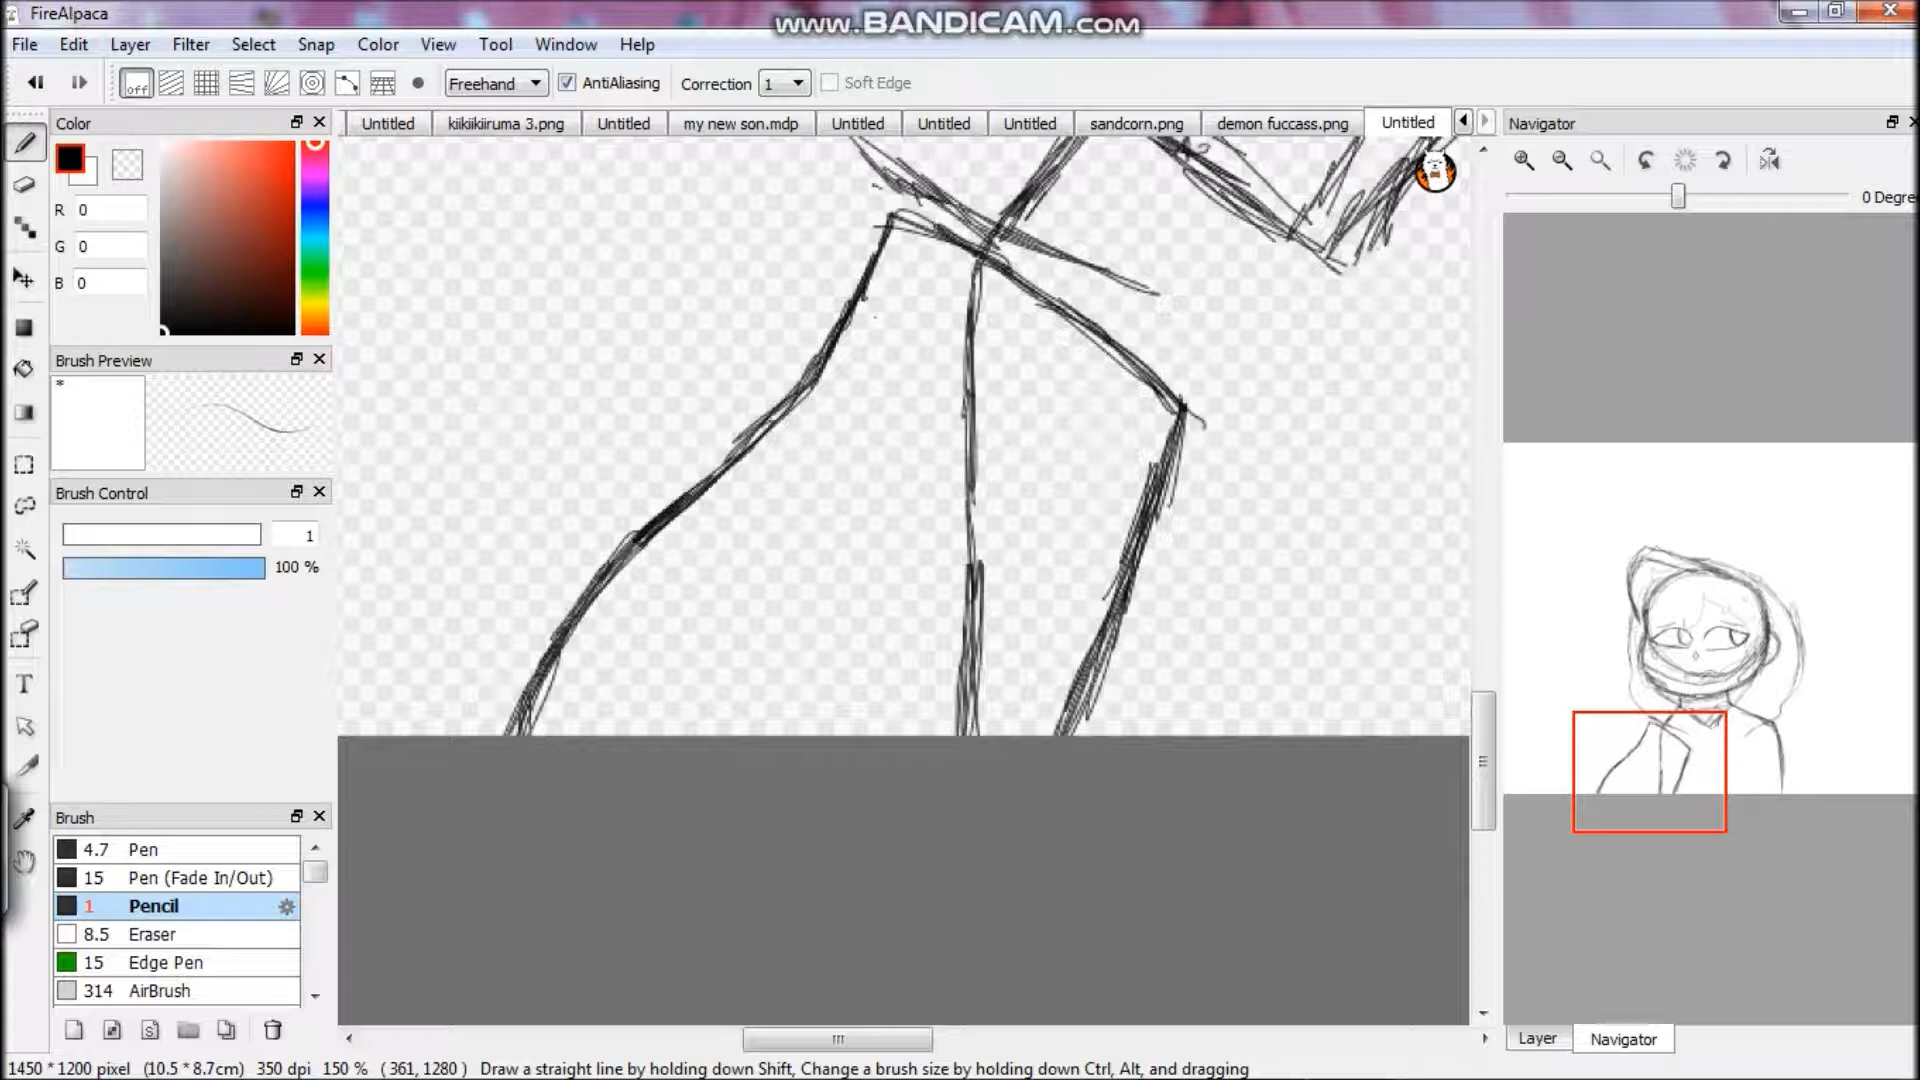 FireAlpaca
www.BANDICAM.com
File Edit Layer Filter Select Snap Color View Tool Window Help
off Freehand AntiAliasing Correction 1 Soft Edge
Color
Untitled kiikiikiiruma 3.png Untitled my new son.mdp Untitled Untitled Untitled sandcorn.png demon fuccass.png Untitled
Navigator
R 0
G 0
B 0
0 Degre
Brush Preview
*
Brush Control
1
100 %
T
Brush
4.7 Pen
15 Pen (Fade In/Out)
1 Pencil
8.5 Eraser
15 Edge Pen
314 AirBrush
S
Layer Navigator
1450 * 1200 pixel (10.5 * 8.7cm) 350 dpi 150 % ( 361, 1280 ) Draw a straight line by holding down Shift, Change a brush size by holding down Ctrl, Alt, and dragging